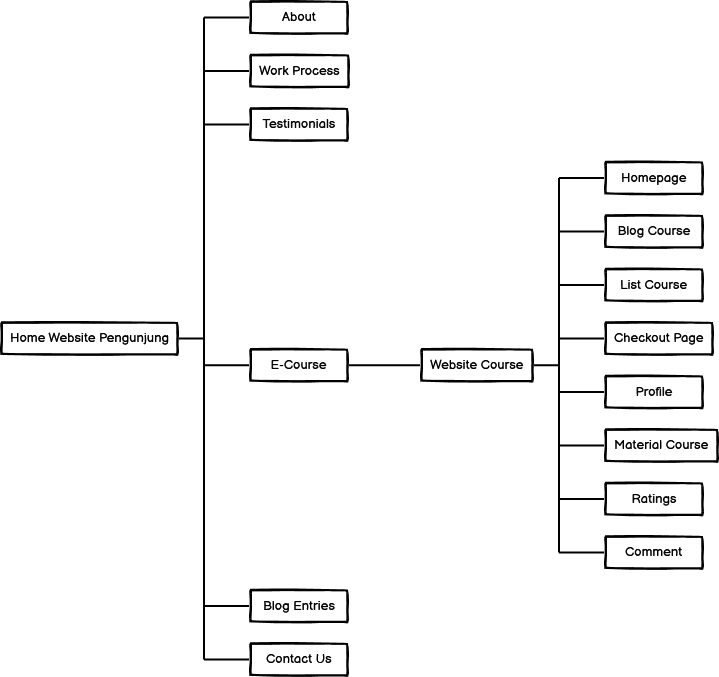 About
Work Process
Testimonials
Homepage
Blog Course
List Course
Home Website Pengunjung
Checkout Page
E-Course
Website Course
Profile
Material Course
Ratings
Comment
Blog Entries
Contact Us